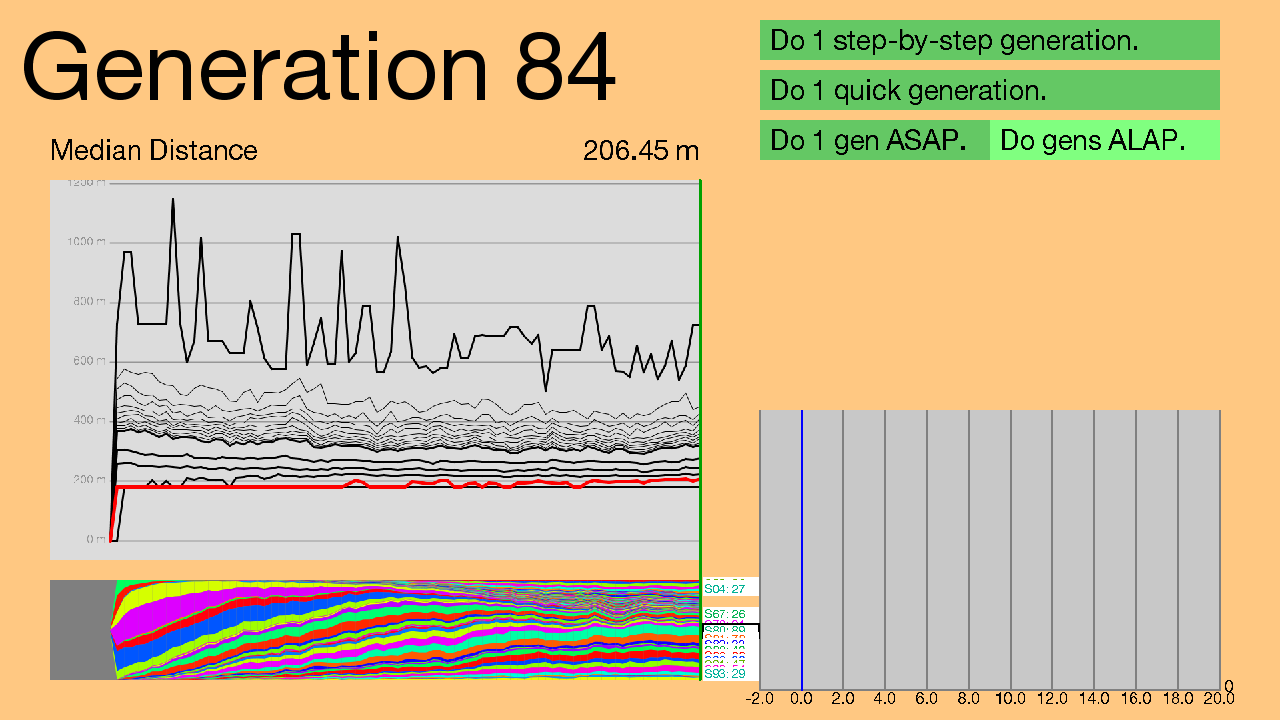 Generation 84
Do 1 step-by-step generation.
Do 1 quick generation.
Do 1 gen ASAP.
Do gens ALAP.
Median Distance
206.45 m
1200 m
1000 m
800 m
600 m
400 m
200 m
0 m
S04: 27
S67: 26
S93: 29
0
-2.0 0.0 2.0 4.0 6.0 8.0 10.0 12.0 14.0 16.0 18.0 20.0